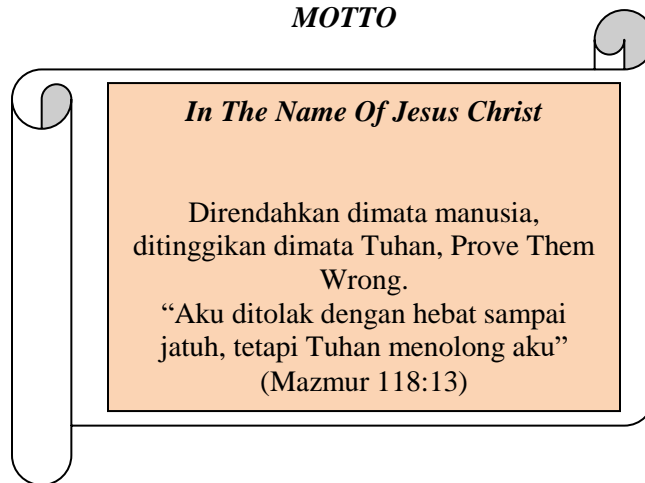 MOTTO
In The Name Of Jesus Christ
Direndahkan dimata manusia,
ditinggikan dimata Tuhan, Prove Them
Wrong.
“Aku ditolak dengan hebat sampai
jatuh, tetapi Tuhan menolong aku”
(Mazmur 118:13)